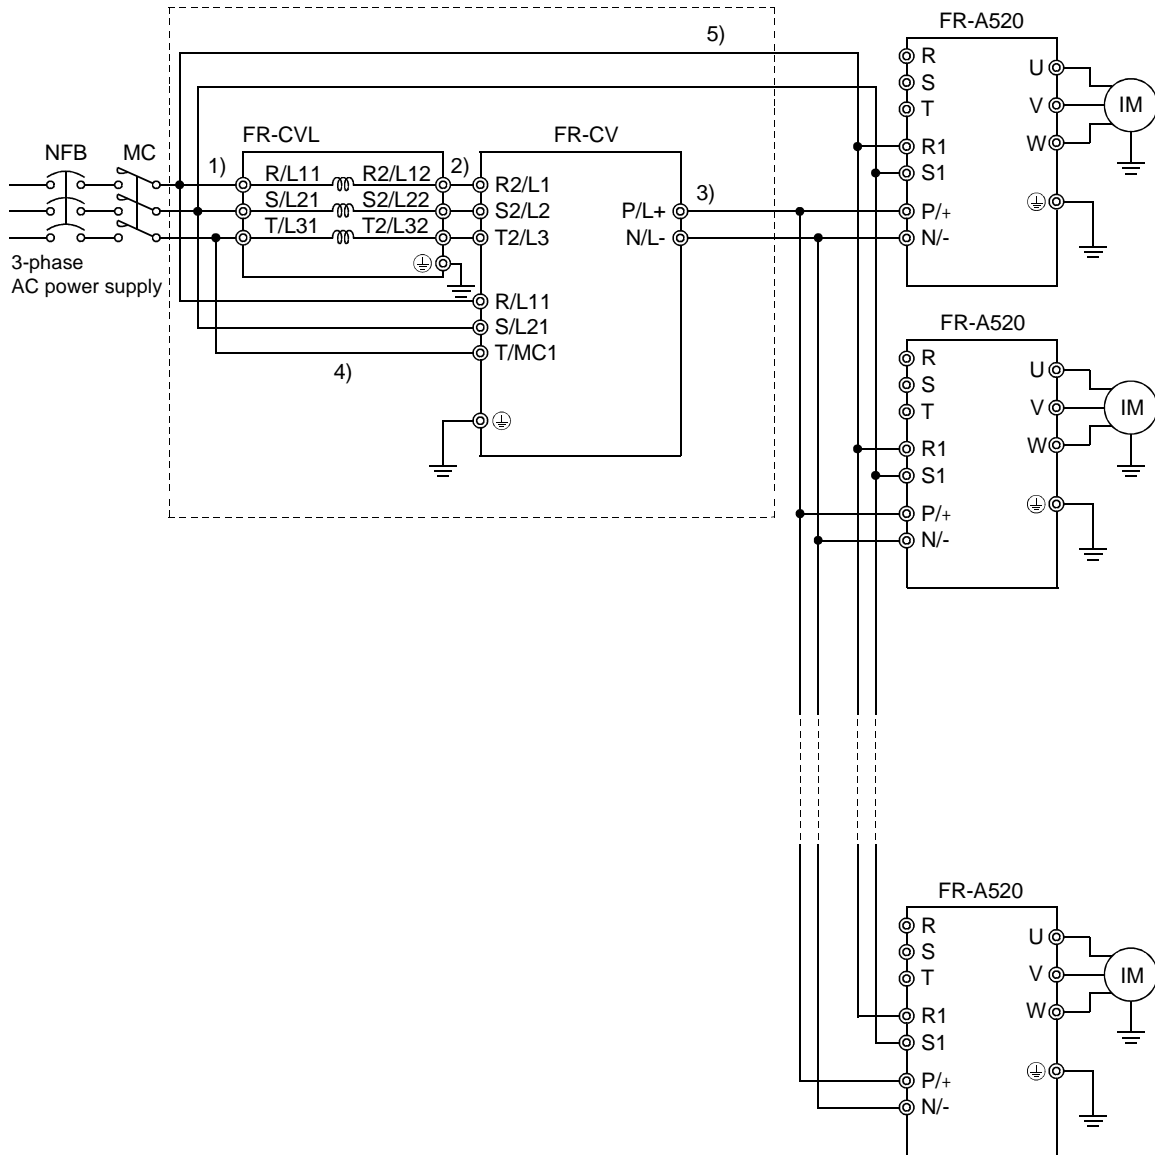 FR-A520
5)
R
S
T
R1
S1
P/+
N/-
U
V
W
IM
NFB
MC
1)
FR-CVL
2)
FR-CV
R/L11
R2/L12
S/L21
S2/L22
T/L31
T2/L32
R2/L1
S2/L2
T2/L3
P/L+
N/L-
3)
3-phase
AC power supply
R/L11
S/L21
T/MC1
4)
FR-A520
R
S
T
R1
S1
P/+
N/-
U
V
W
IM
FR-A520
R
S
T
R1
S1
P/+
N/-
U
V
W
IM